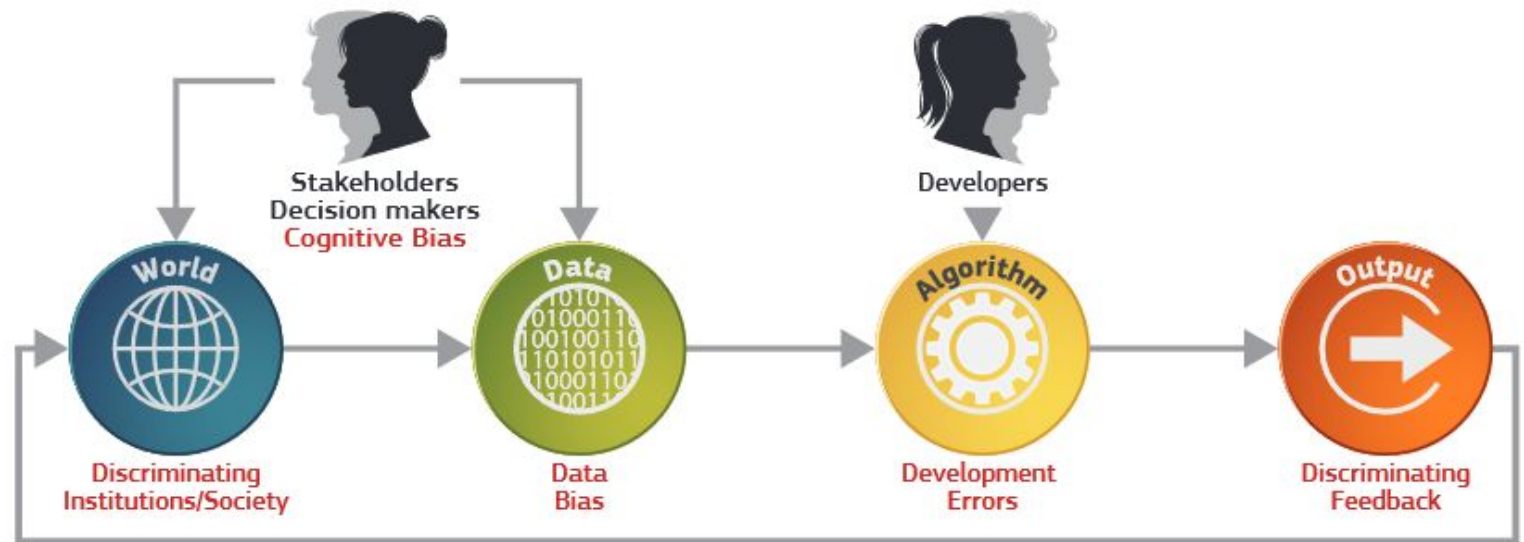 Stakeholders
Decision makers
Cognitive Bias
Developers
World
Data
Algorithm
Output
Discriminating
Institutions/Society
Data
Bias
Development
Errors
Discriminating
Feedback